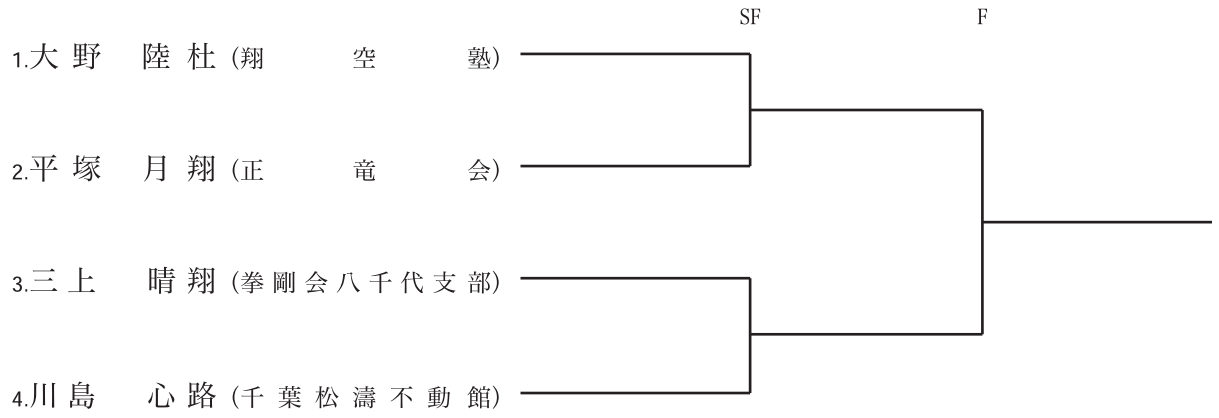 SF F
1.大野 陸杜 (翔空塾)
2.平塚 月翔 (正竜会)
3.三上 晴翔 (拳剛会八千代支部)
4.川島 心路 (千葉松濤不動館)